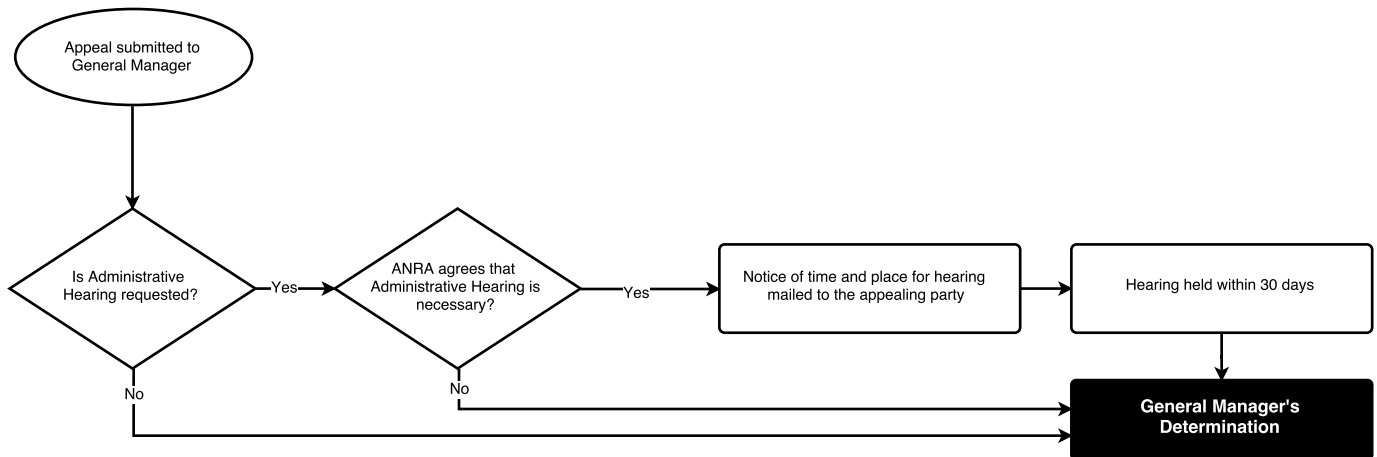 Appeal submitted to
General Manager
Is Administrative
Hearing requested?
Yes
ANRA agrees that
Administrative Hearing is
necessary?
Yes
Notice of time and place for hearing
mailed to the appealing party
Hearing held within 30 days
No
No
General Manager's
Determination